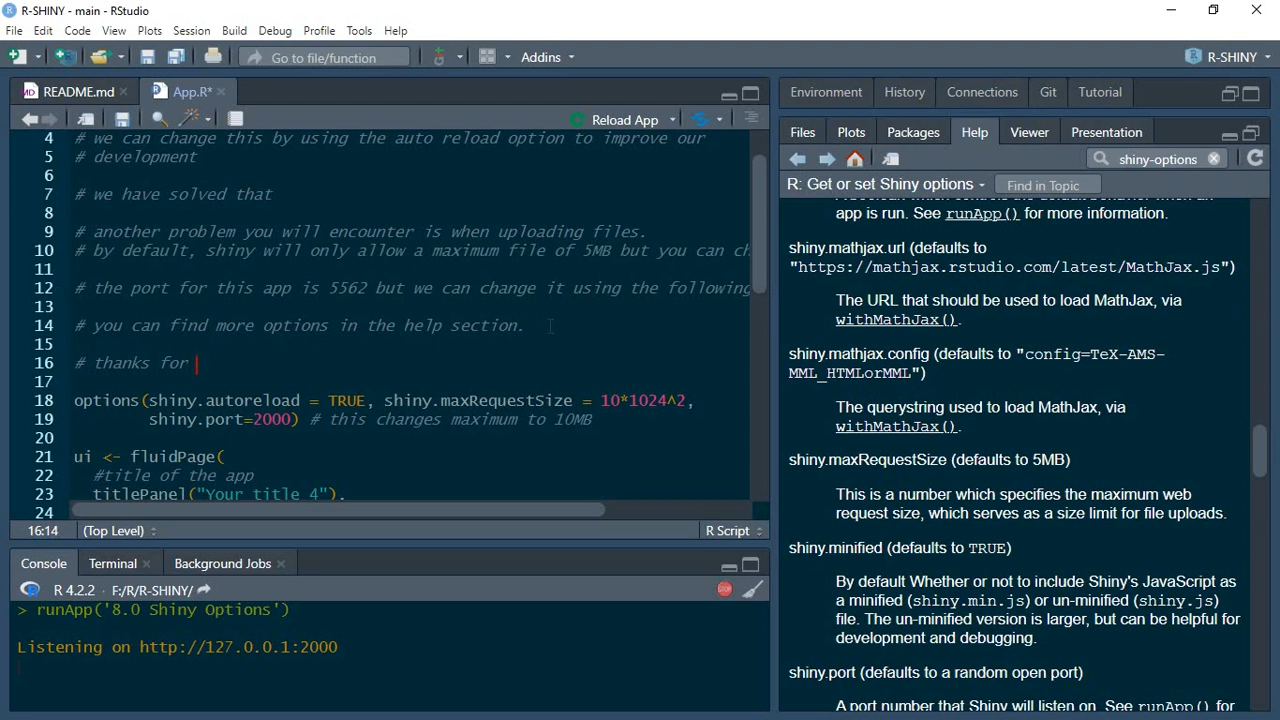 R-SHINY - main - RStudio
File Edit Code View Plots Session Build Debug Profile Tools Help
Go to file/function Addins R-SHINY
README.md App.R*
Reload App
4 # we can change this by using the auto reload option to improve our
5 # development
6
7 # we have solved that
8
9 # another problem you will encounter is when uploading files.
10 # by default, shiny will only allow a maximum file of 5MB but you can ch
11
12 # the port for this app is 5562 but we can change it using the following
13
14 # you can find more options in the help section.
15
16 # thanks for
17
18 options(shiny.autoreload = TRUE, shiny.maxRequestSize = 10*1024^2,
19 shiny.port=2000) # this changes maximum to 10MB
20
21 ui <- fluidPage(
22 #title of the app
23 titlePanel("Your title 4"),
24
16:14 (Top Level) R Script
Console Terminal Background Jobs
R 4.2.2 . F:/R/R-SHINY/
> runApp('8.0 Shiny Options')
Listening on http://127.0.0.1:2000
Environment History Connections Git Tutorial
Files Plots Packages Help Viewer Presentation
shiny-options
R: Get or set Shiny options Find in Topic
app is run. See runApp() for more information.
shiny.mathjax.url (defaults to
"https://mathjax.rstudio.com/latest/MathJax.js")
The URL that should be used to load MathJax, via
withMathJax().
shiny.mathjax.config (defaults to "config=TeX-AMS-
MML_HTMLorMML")
The querystring used to load MathJax, via
withMathJax().
shiny.maxRequestSize (defaults to 5MB)
This is a number which specifies the maximum web
request size, which serves as a size limit for file uploads.
shiny.minified (defaults to TRUE)
By default Whether or not to include Shiny's JavaScript as
a minified (shiny.min.js) or un-minified (shiny.js)
file. The un-minified version is larger, but can be helpful for
development and debugging.
shiny.port (defaults to a random open port)
A port number that Shiny will listen on. See runApp() for